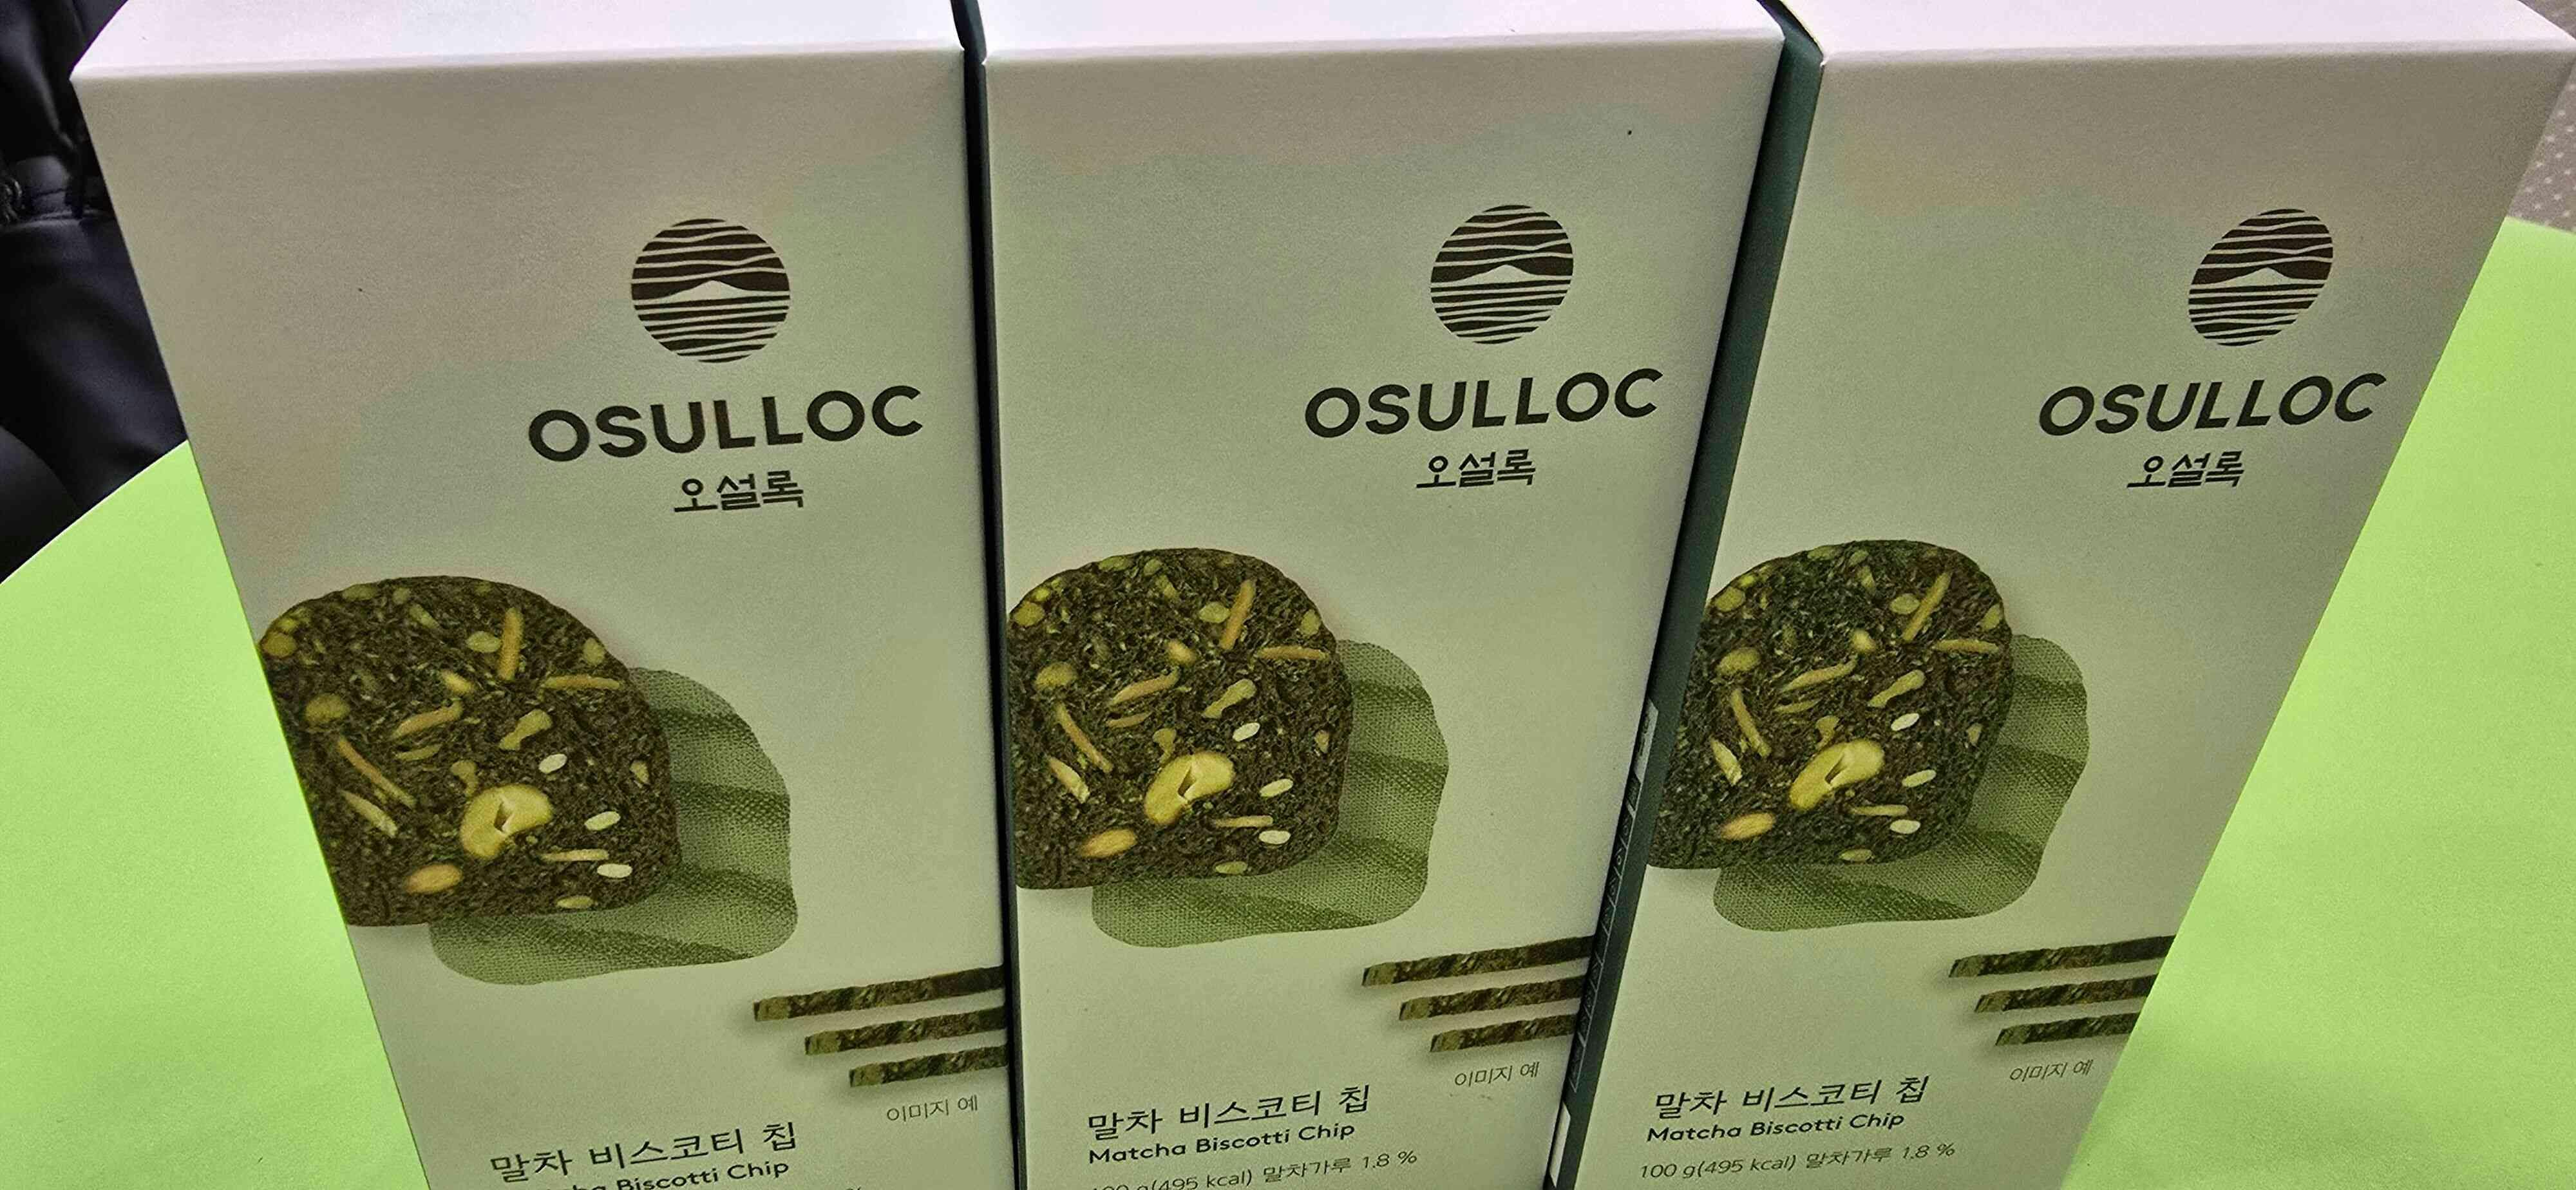 OSULLOC
오설록
이미지 예
말차 비스코티 칩
Biscotti Chip
OSULLOC
오설록
이미지 예
말차 비스코티 칩
Matcha Biscotti Chip
100 g(495 kcal) 말차가루 1.8 %
OSULLOC
오설록
이미지 예
말차 비스코티 칩
Matcha Biscotti Chip
100 g(495 kcal) 말차가루 1.8 %